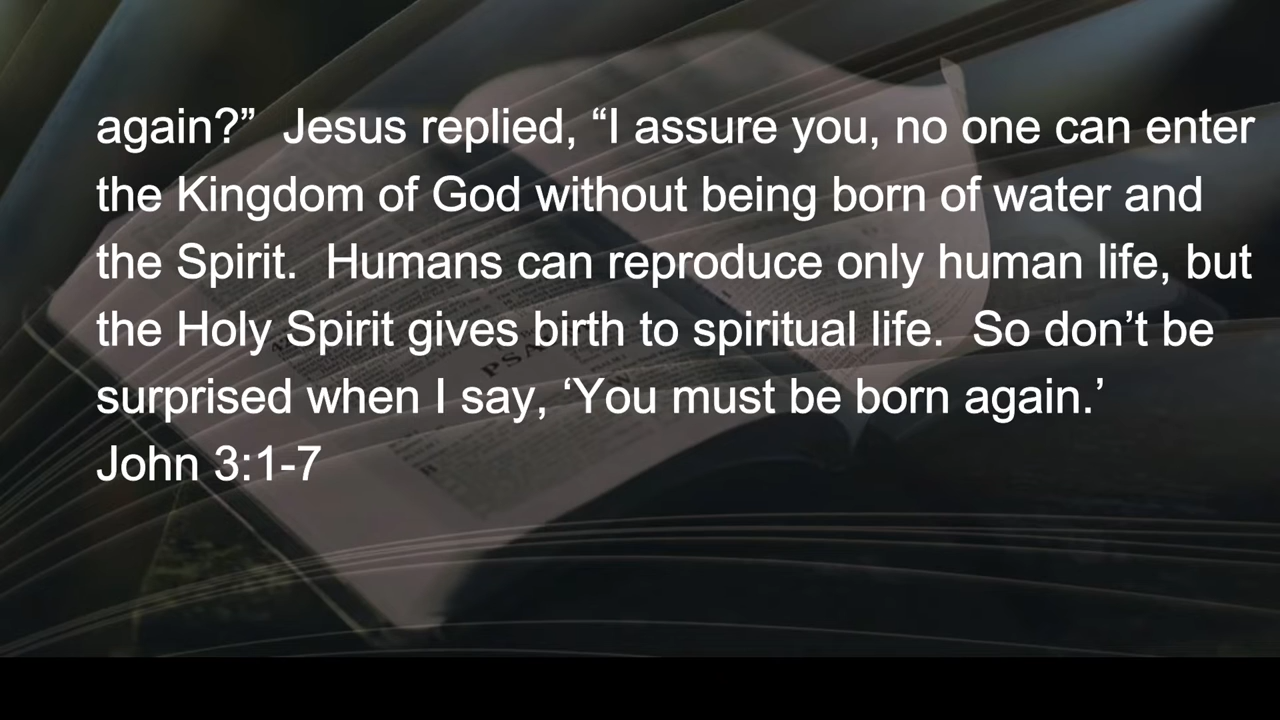 again?”  Jesus replied, “I assure you, no one can enter
the Kingdom of God without being born of water and
the Spirit.  Humans can reproduce only human life, but
the Holy Spirit gives birth to spiritual life.  So don’t be
surprised when I say, ‘You must be born again.’
John 3:1-7